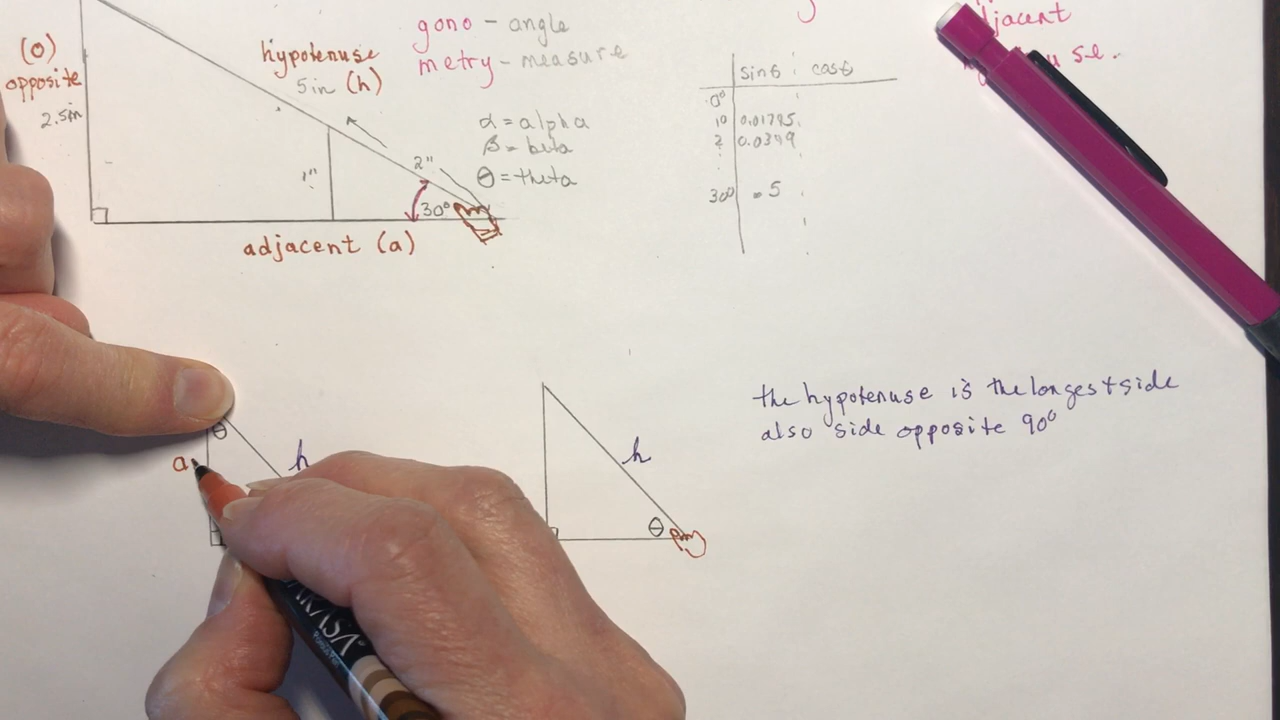 gono - angle
metry - measure
(o)
opposite
2.5in
hypotenuse
5in (h)
α = alpha
β = beta
θ = theta
1"
2"
30°
adjacent (a)
adjacent
sinθ cosθ
0°
10 0.01745
2 0.0349
30° .5
the hypotenuse is the longest side
also side opposite 90°
θ
a
h
h
θ